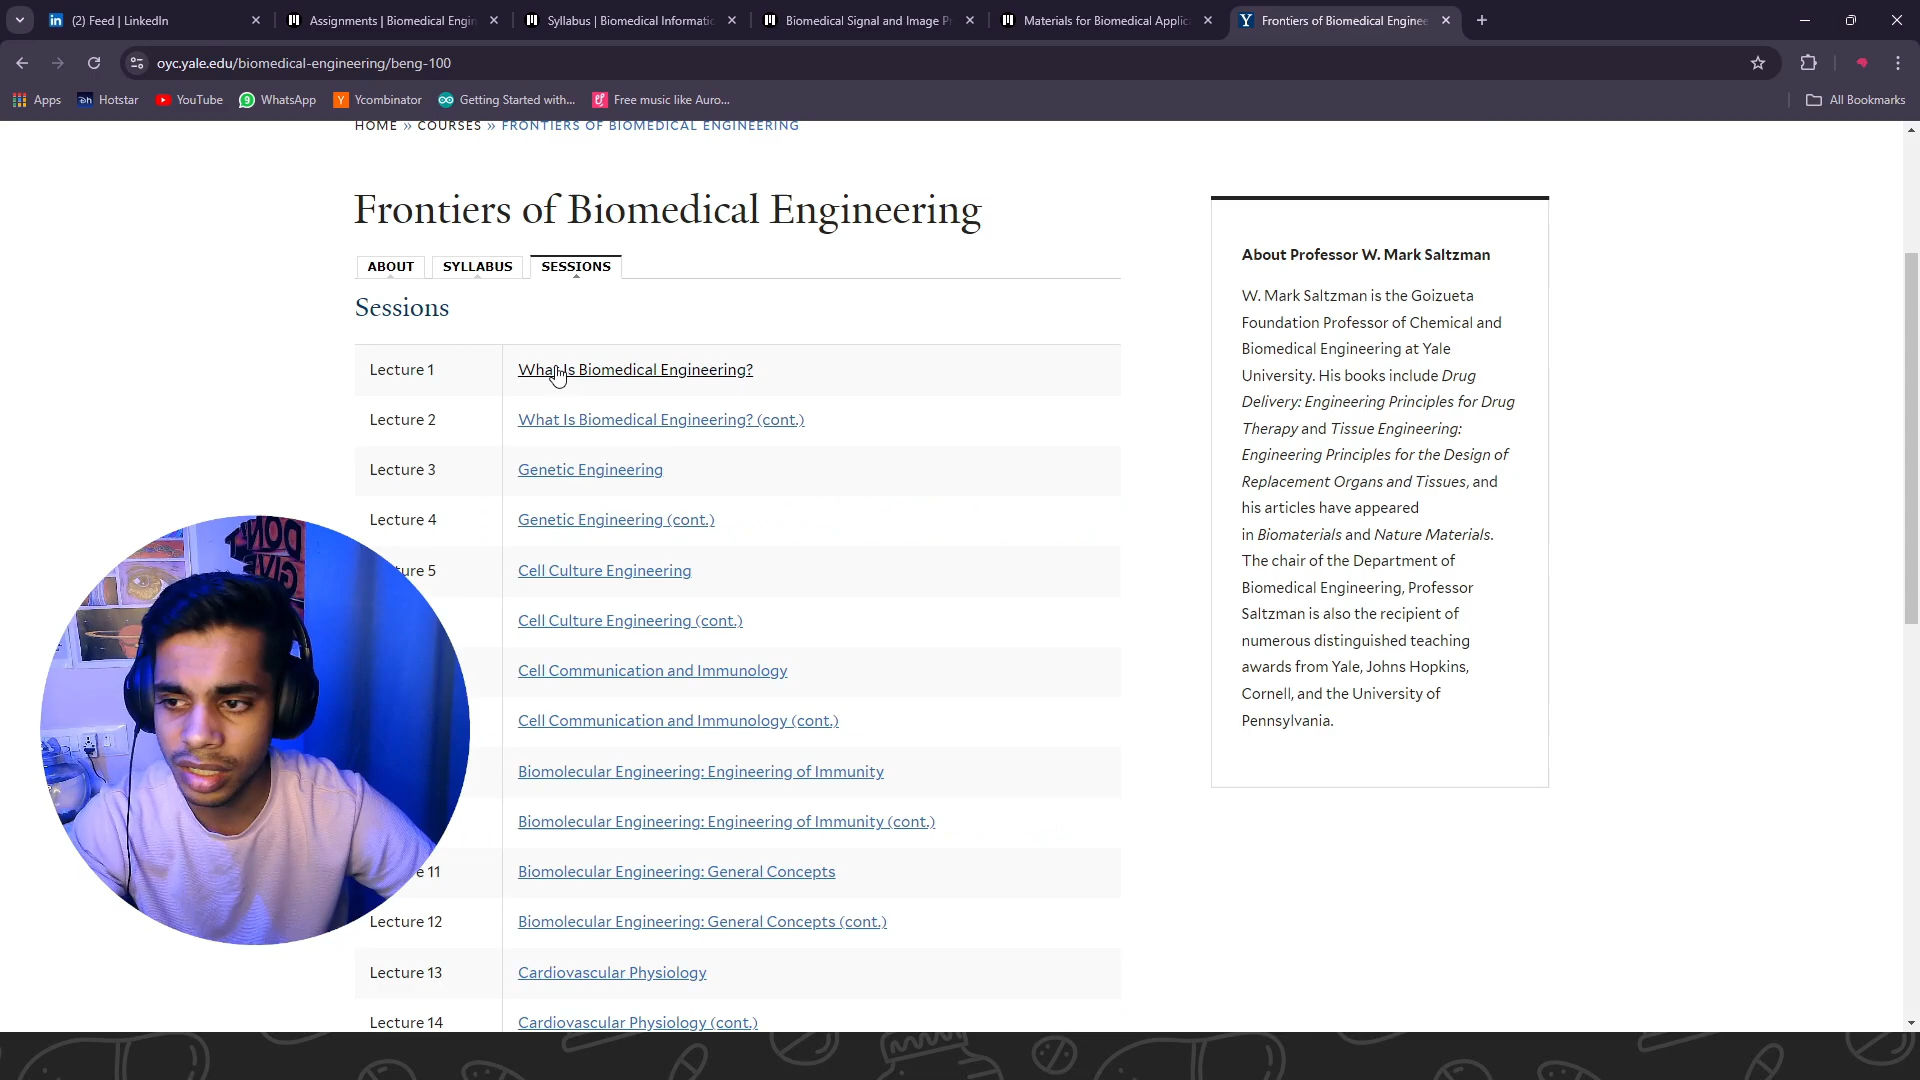 (2) Feed | LinkedIn
Assignments | Biomedical Engin
Syllabus | Biomedical Informatic
Biomedical Signal and Image P
Materials for Biomedical Applic
Frontiers of Biomedical Enginee
oyc.yale.edu/biomedical-engineering/beng-100
Apps
Hotstar
YouTube
WhatsApp
Ycombinator
Getting Started with...
Free music like Auro...
All Bookmarks
HOME » COURSES » FRONTIERS OF BIOMEDICAL ENGINEERING
Frontiers of Biomedical Engineering
ABOUT
SYLLABUS
SESSIONS
Sessions
Lecture 1 What Is Biomedical Engineering?
Lecture 2 What Is Biomedical Engineering? (cont.)
Lecture 3 Genetic Engineering
Lecture 4 Genetic Engineering (cont.)
ture 5 Cell Culture Engineering
Cell Culture Engineering (cont.)
Cell Communication and Immunology
Cell Communication and Immunology (cont.)
Biomolecular Engineering: Engineering of Immunity
Biomolecular Engineering: Engineering of Immunity (cont.)
e 11 Biomolecular Engineering: General Concepts
Lecture 12 Biomolecular Engineering: General Concepts (cont.)
Lecture 13 Cardiovascular Physiology
Lecture 14 Cardiovascular Physiology (cont.)
About Professor W. Mark Saltzman
W. Mark Saltzman is the Goizueta
Foundation Professor of Chemical and
Biomedical Engineering at Yale
University. His books include Drug
Delivery: Engineering Principles for Drug
Therapy and Tissue Engineering:
Engineering Principles for the Design of
Replacement Organs and Tissues, and
his articles have appeared
in Biomaterials and Nature Materials.
The chair of the Department of
Biomedical Engineering, Professor
Saltzman is also the recipient of
numerous distinguished teaching
awards from Yale, Johns Hopkins,
Cornell, and the University of
Pennsylvania.
DON'T
GIVE